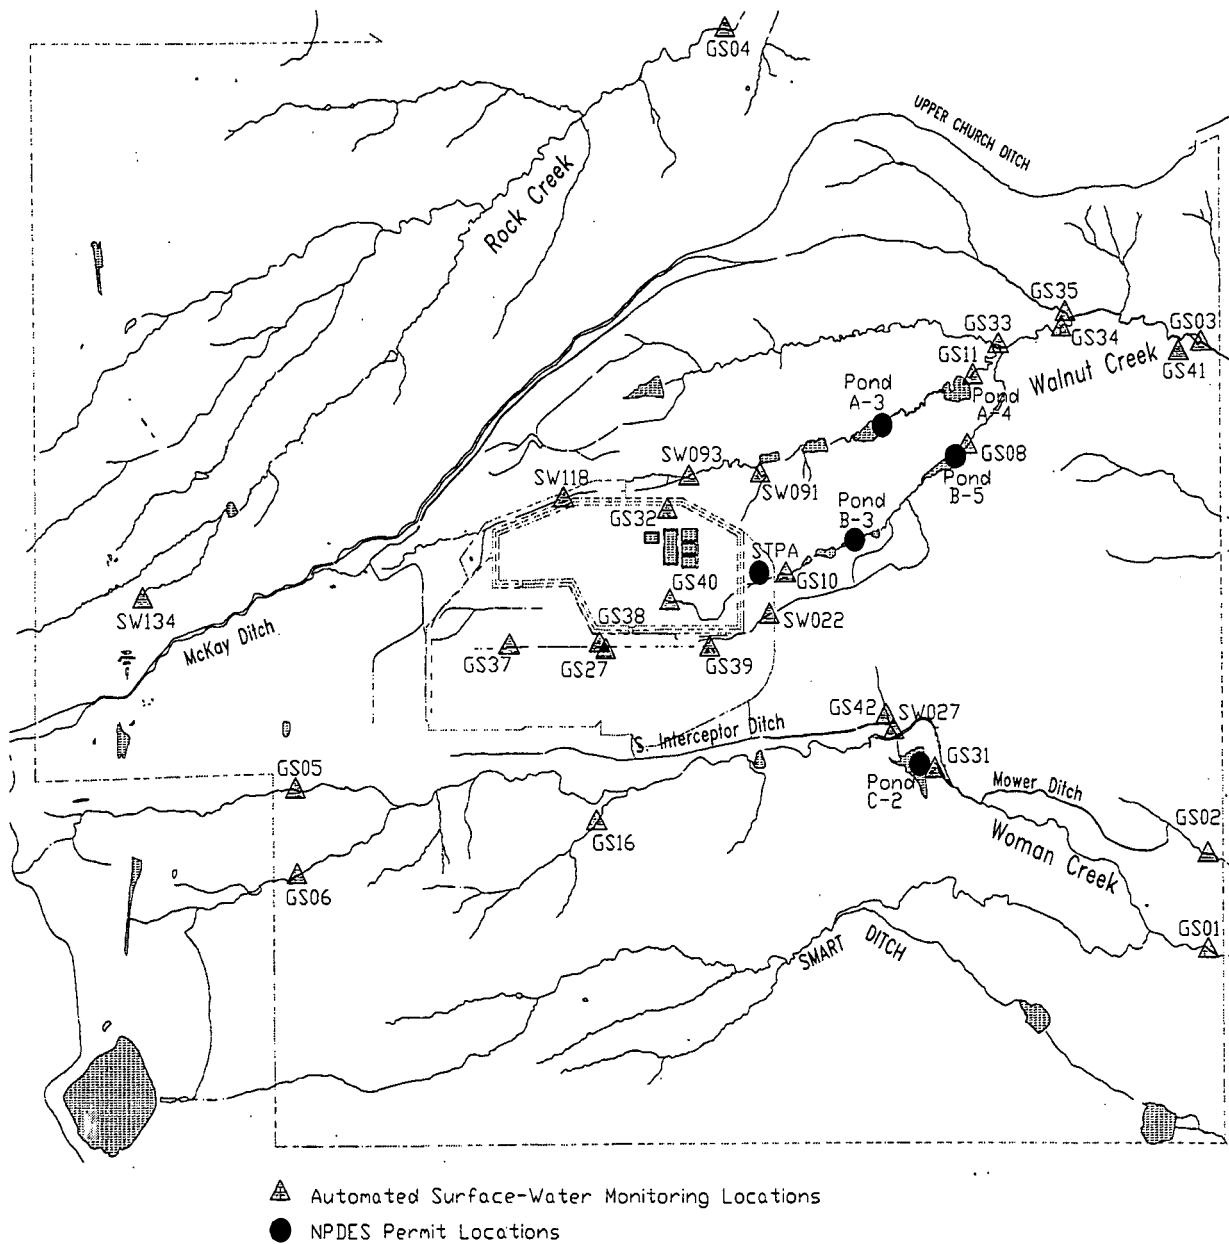 GS04
UPPER CHURCH DITCH
Rock Creek
GS35
GS33
GS03
GS34
GS11
GS41
Walnut Creek
Pond
A-3
Pond
A-4
SW093
GS08
SW118
SW091
Pond
B-5
Pond
B-3
GS32
STPA
GS40
GS10
SW134
McKay Ditch
GS38
SW022
GS37
GS27
GS39
GS42
SW027
S. Interceptor Ditch
GS31
GS05
Pond
C-2
Mower Ditch
GS02
GS16
Woman Creek
GS06
GS01
SMART DITCH
Automated Surface-Water Monitoring Locations
NPDES Permit Locations